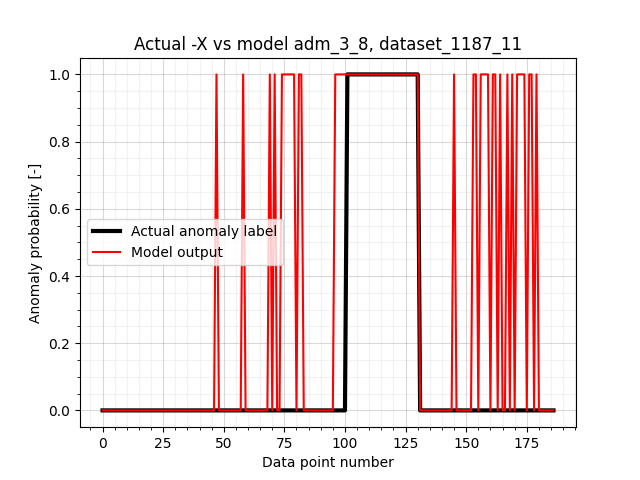 Actual -X vs model adm_3_8, dataset_1187_11
Anomaly probability [-]
1.0
0.8
0.6
0.4
0.2
0.0
Actual anomaly label
Model output
0 25 50 75 100 125 150 175
Data point number